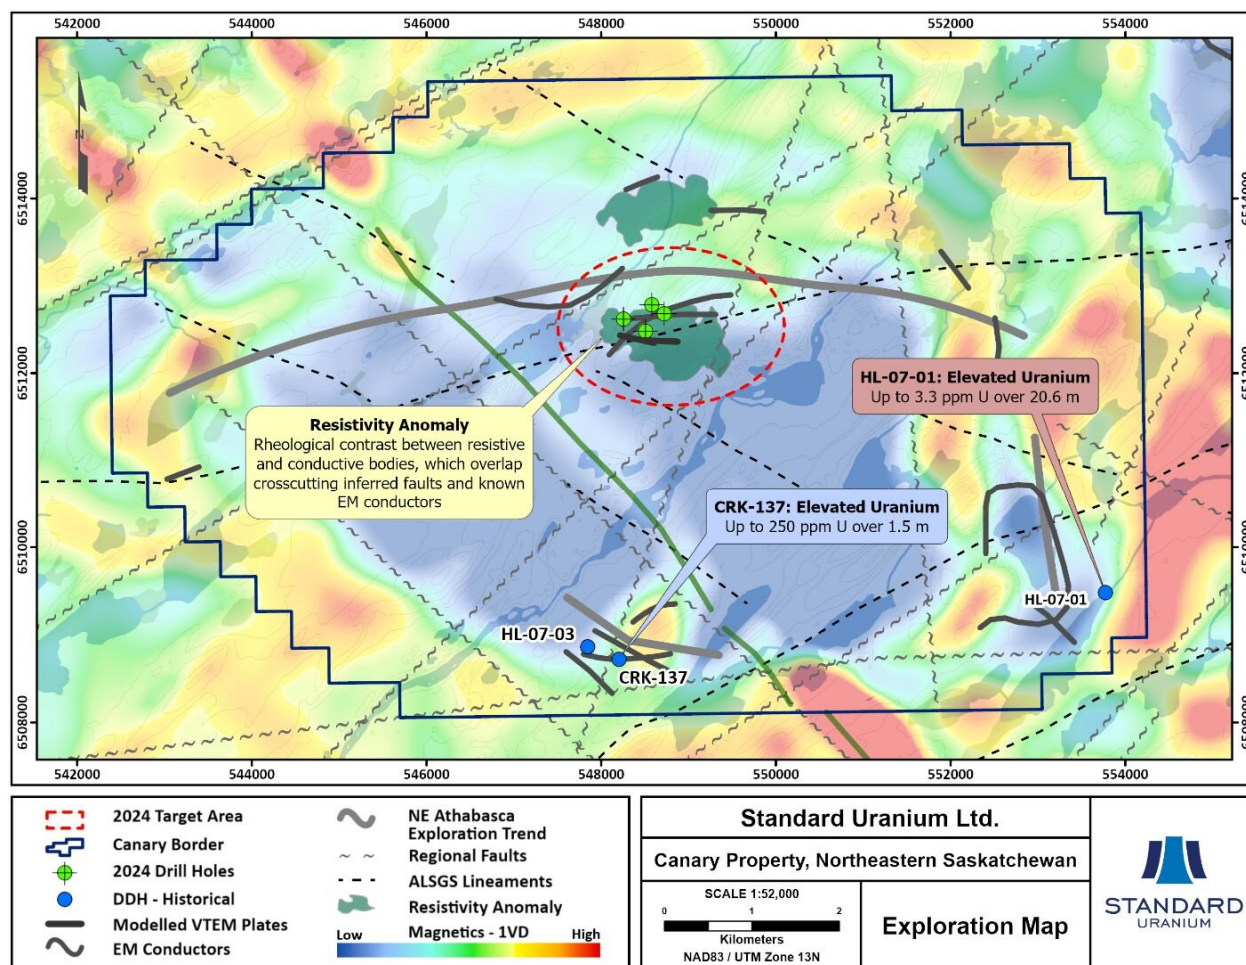 542000 544000 546000 548000 550000 552000 554000
6514000
6514000
N
HL-07-01: Elevated Uranium
Up to 3.3 ppm U over 20.6 m
6512000
6512000
Resistivity Anomaly
Rheological contrast between resistive
and conductive bodies, which overlap
crosscutting inferred faults and known
EM conductors
CRK-137: Elevated Uranium
Up to 250 ppm U over 1.5 m
6510000
6510000
HL-07-01
HL-07-03
CRK-137
6508000
6508000
542000 544000 546000 548000 550000 552000 554000
2024 Target Area
Canary Border
2024 Drill Holes
DDH - Historical
Modelled VTEM Plates
EM Conductors
NE Athabasca
Exploration Trend
Regional Faults
ALSGS Lineaments
Resistivity Anomaly
Magnetics - 1VD
Low High
Standard Uranium Ltd.
Canary Property, Northeastern Saskatchewan
SCALE 1:52,000
0 1 2
Kilometers
NAD83 / UTM Zone 13N
Exploration Map
STANDARD
URANIUM